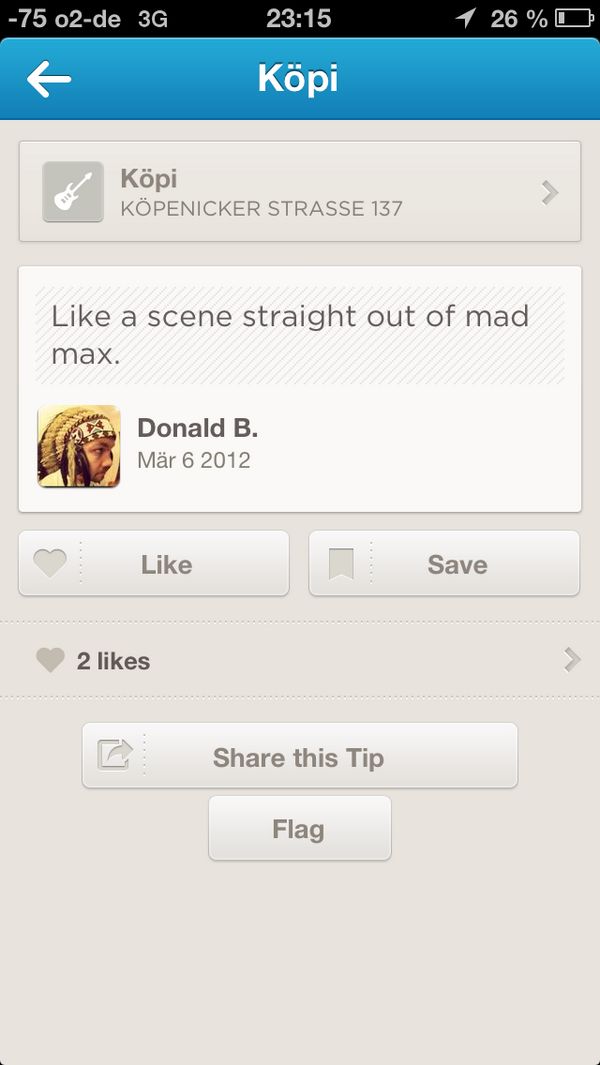 -75 o2-de 3G 23:15 26 %
Köpi
Köpi
KÖPENICKER STRASSE 137
Like a scene straight out of mad
max.
Donald B.
Mär 6 2012
Like
Save
2 likes
Share this Tip
Flag